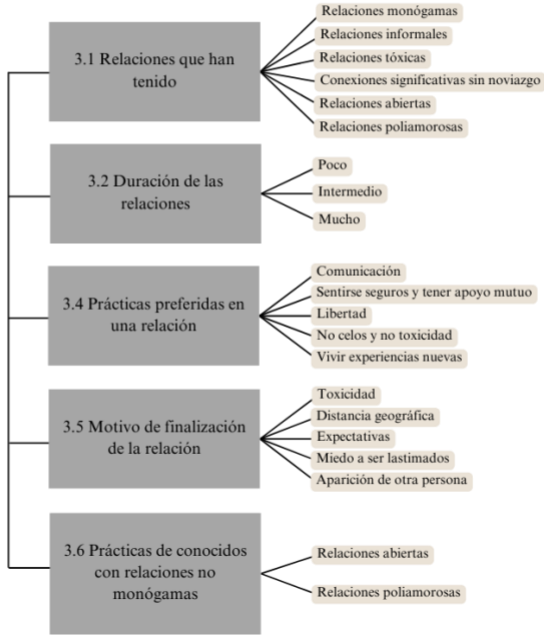 3.1 Relaciones que han
tenido
Relaciones monógamas
Relaciones informales
Relaciones tóxicas
Conexiones significativas sin noviazgo
Relaciones abiertas
Relaciones poliamorosas
3.2 Duración de las
relaciones
Poco
Intermedio
Mucho
3.4 Prácticas preferidas en
una relación
Comunicación
Sentirse seguros y tener apoyo mutuo
Libertad
No celos y no toxicidad
Vivir experiencias nuevas
3.5 Motivo de finalización
de la relación
Toxicidad
Distancia geográfica
Expectativas
Miedo a ser lastimados
Aparición de otra persona
3.6 Prácticas de conocidos
con relaciones no
monógamas
Relaciones abiertas
Relaciones poliamorosas